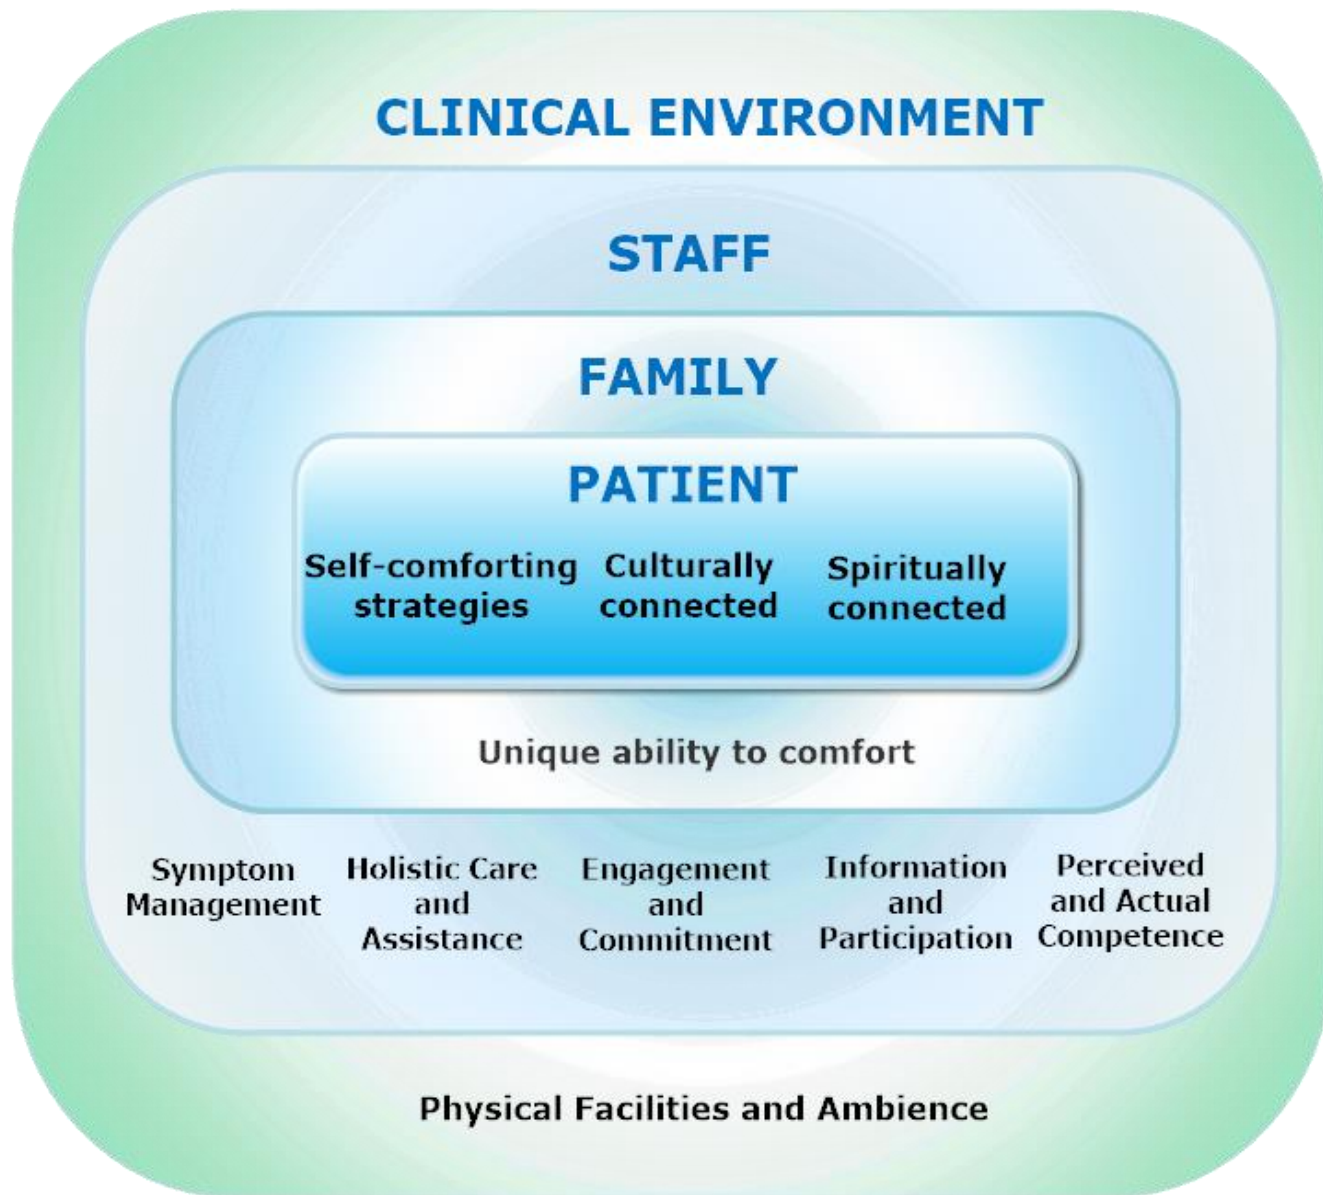 CLINICAL ENVIRONMENT
STAFF
FAMILY
PATIENT
Self-comforting
strategies
Culturally
connected
Spiritually
connected
Unique ability to comfort
Symptom
Management
Holistic Care
and
Assistance
Engagement
and
Commitment
Information
and
Participation
Perceived
and Actual
Competence
Physical Facilities and Ambience